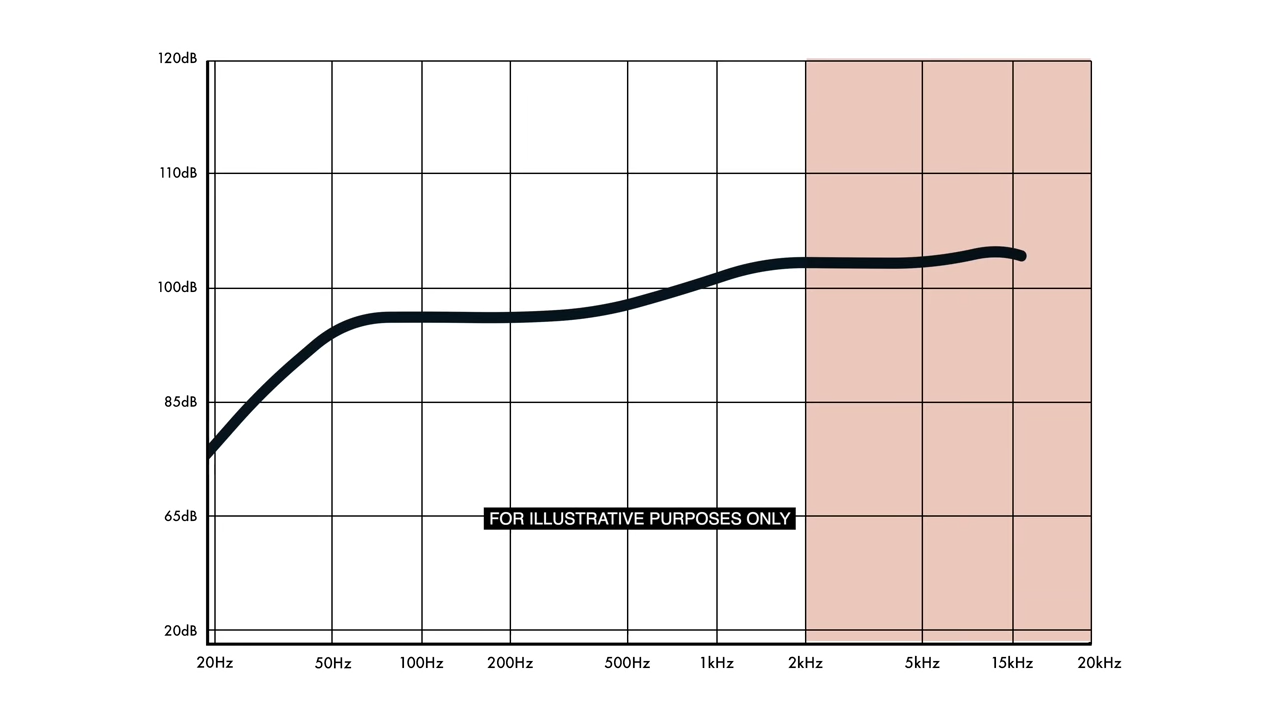 120dB
110dB
100dB
85dB
65dB
FOR ILLUSTRATIVE PURPOSES ONLY
20dB
20Hz 50Hz 100Hz 200Hz 500Hz 1kHz 2kHz 5kHz 15kHz 20kHz